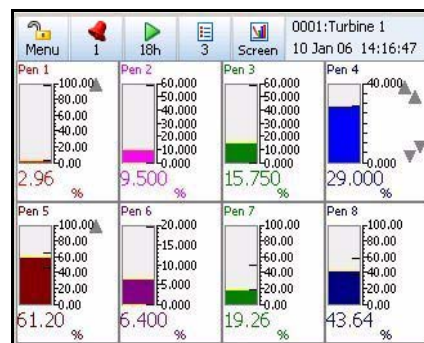 0001:Turbine 1
Menu 1 18h 3 Screen 10 Jan 06 14:16:47
Pen 1 Pen 2 Pen 3 Pen 4
100.00 60.000 60.000 40.000
80.00 50.000 50.000
60.00 40.000 40.000
40.00 30.000 30.000
20.00 20.000 20.000
10.000 10.000
0.00 0.000 0.000 0.000
2.96 9.500 15.750 29.000
% % % %
Pen 5 Pen 6 Pen 7 Pen 8
100.00 20.000 100.00 100.00
80.00 15.000 80.00 80.00
60.00 10.000 60.00 60.00
40.00 5.000 40.00 40.00
20.00 20.00 20.00
0.00 0.000 0.00 0.00
61.20 6.400 19.26 43.64
% % % %